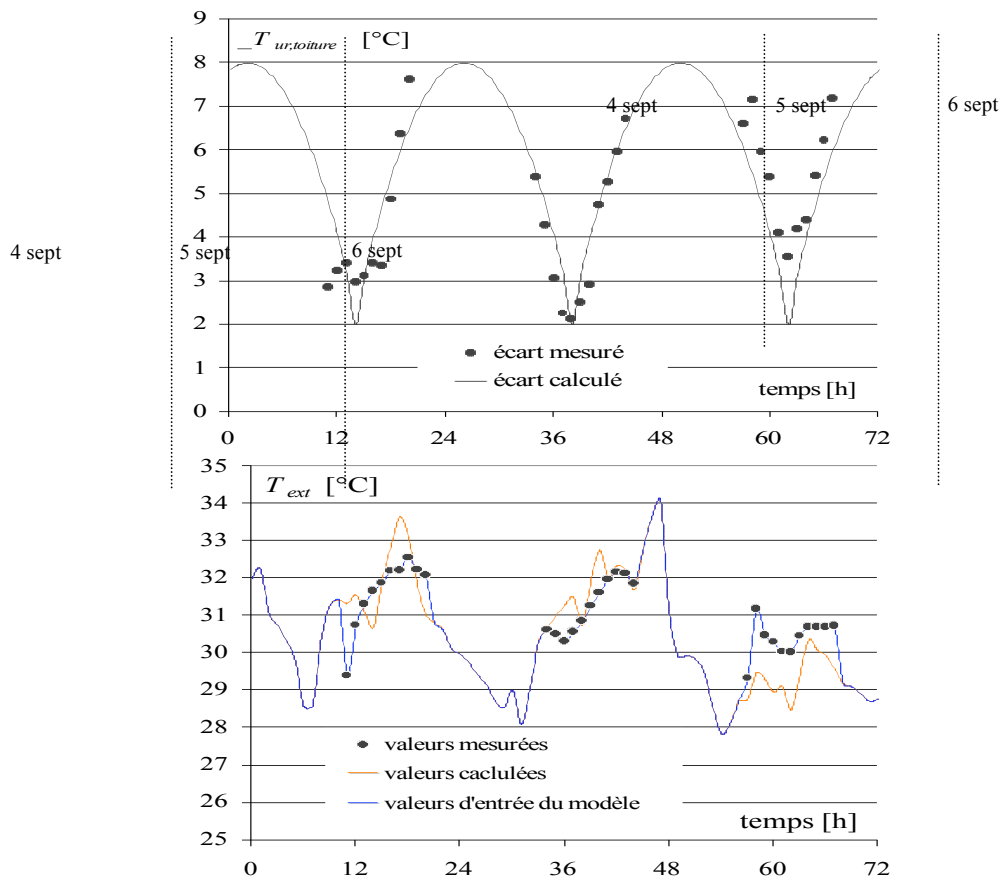 9
_T ur,toiture [°C]
8
7
4 sept
5 sept
6 sept
6
5
4
4 sept
5 sept
6 sept
3
2
écart mesuré
1
écart calculé
temps [h]
0
0 12 24 36 48 60 72
35
T ext [°C]
34
33
32
31
30
29
28
valeurs mesurées
27
valeurs caclulées
26
valeurs d'entrée du modèle
temps [h]
25
0 12 24 36 48 60 72